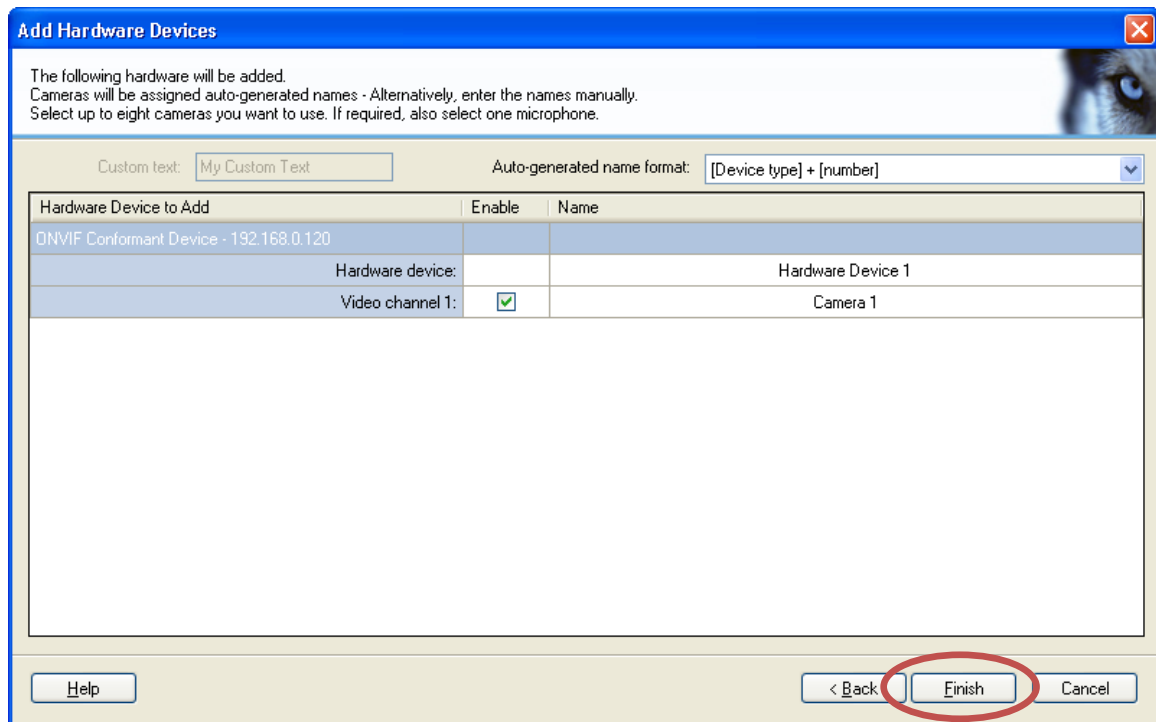 Add Hardware Devices
The following hardware will be added.
Cameras will be assigned auto-generated names - Alternatively, enter the names manually.
Select up to eight cameras you want to use. If required, also select one microphone.
Custom text: My Custom Text Auto-generated name format: [Device type] + [number]
Hardware Device to Add Enable Name
ONVIF Conformant Device - 192.168.0.120
Hardware device: Hardware Device 1
Video channel 1: Camera 1
Help < Back Finish Cancel